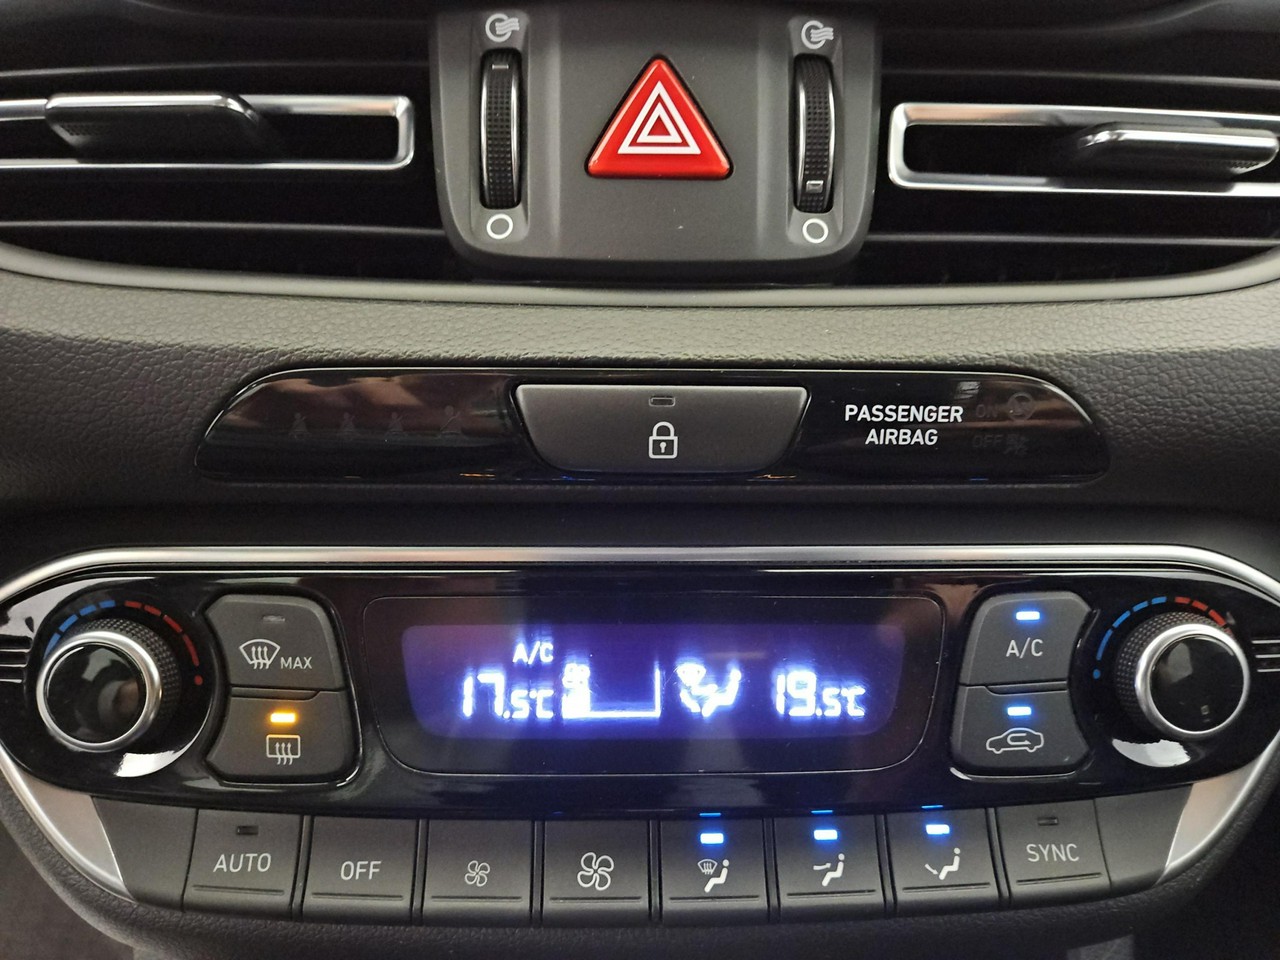 PASSENGER ON
AIRBAG OFF
MAX
A/C
17.5°C
19.5°C
A/C
AUTO
OFF
SYNC